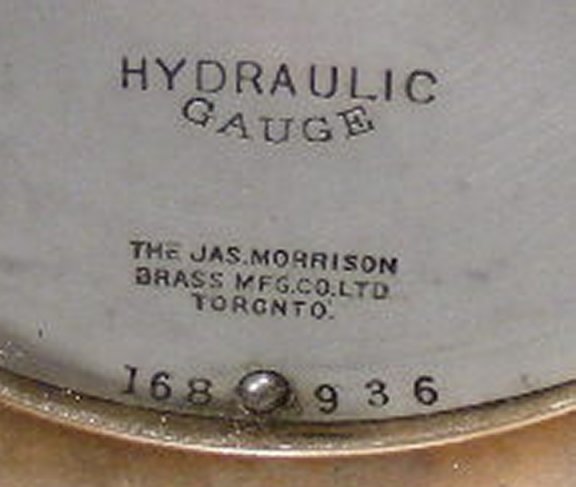 HYDRAULIC
GAUGE
THE JAS. MORRISON
BRASS MFG. CO. LTD
TORONTO.
168 936